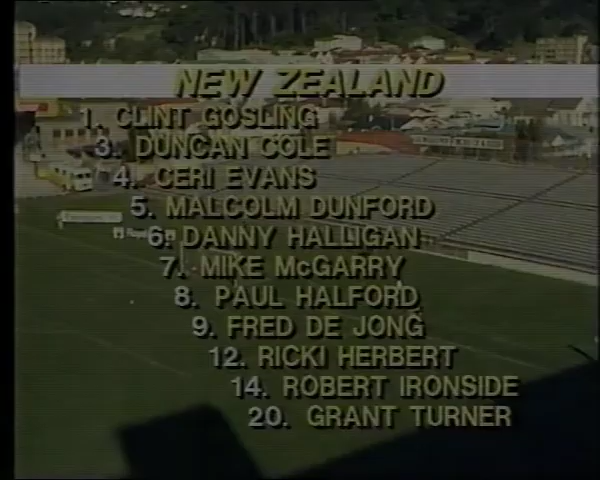 NEW ZEALAND
1. CLINT GOSLING
3. DUNCAN COLE
4. CERI EVANS
5. MALCOLM DUNFORD
6. DANNY HALLIGAN
7. MIKE McGARRY
8. PAUL HALFORD
9. FRED DE JONG
12. RICKI HERBERT
14. ROBERT IRONSIDE
20. GRANT TURNER